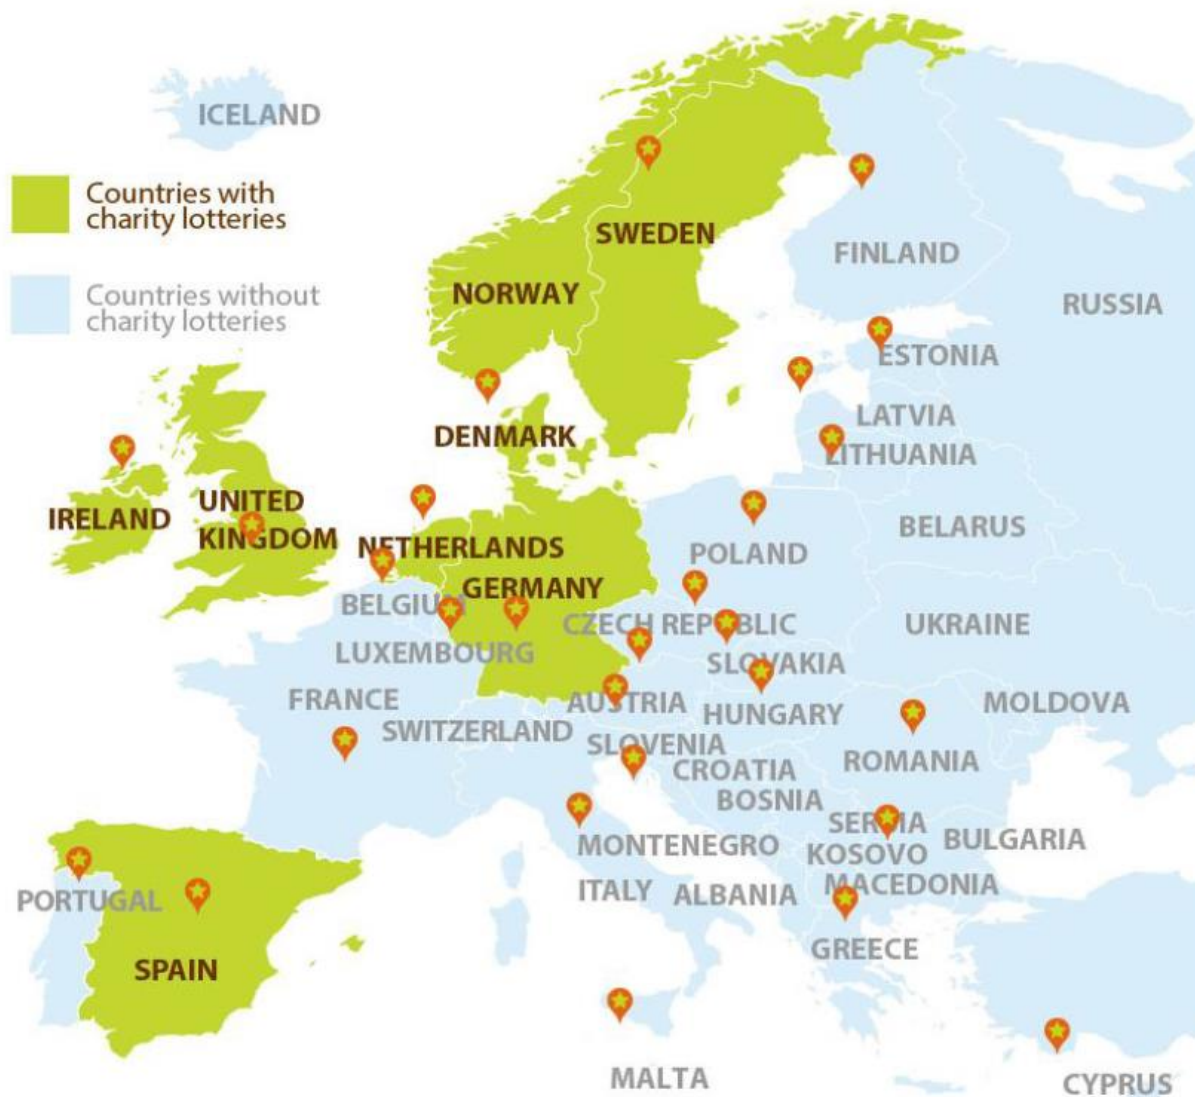 ICELAND
Countries with
charity lotteries
SWEDEN
FINLAND
Countries without
charity lotteries
NORWAY
RUSSIA
ESTONIA
LATVIA
DENMARK
LITHUANIA
UNITED
KINGDOM
IRELAND
BELARUS
NETHERLANDS
POLAND
GERMANY
BELGIUM
CZECH REPUBLIC
UKRAINE
LUXEMBOURG
SLOVAKIA
FRANCE
AUSTRIA
HUNGARY
MOLDOVA
SWITZERLAND
SLOVENIA
ROMANIA
CROATIA
BOSNIA
SERBIA
BULGARIA
MONTENEGRO
KOSOVO
MACEDONIA
ITALY
ALBANIA
PORTUGAL
GREECE
SPAIN
MALTA
CYPRUS